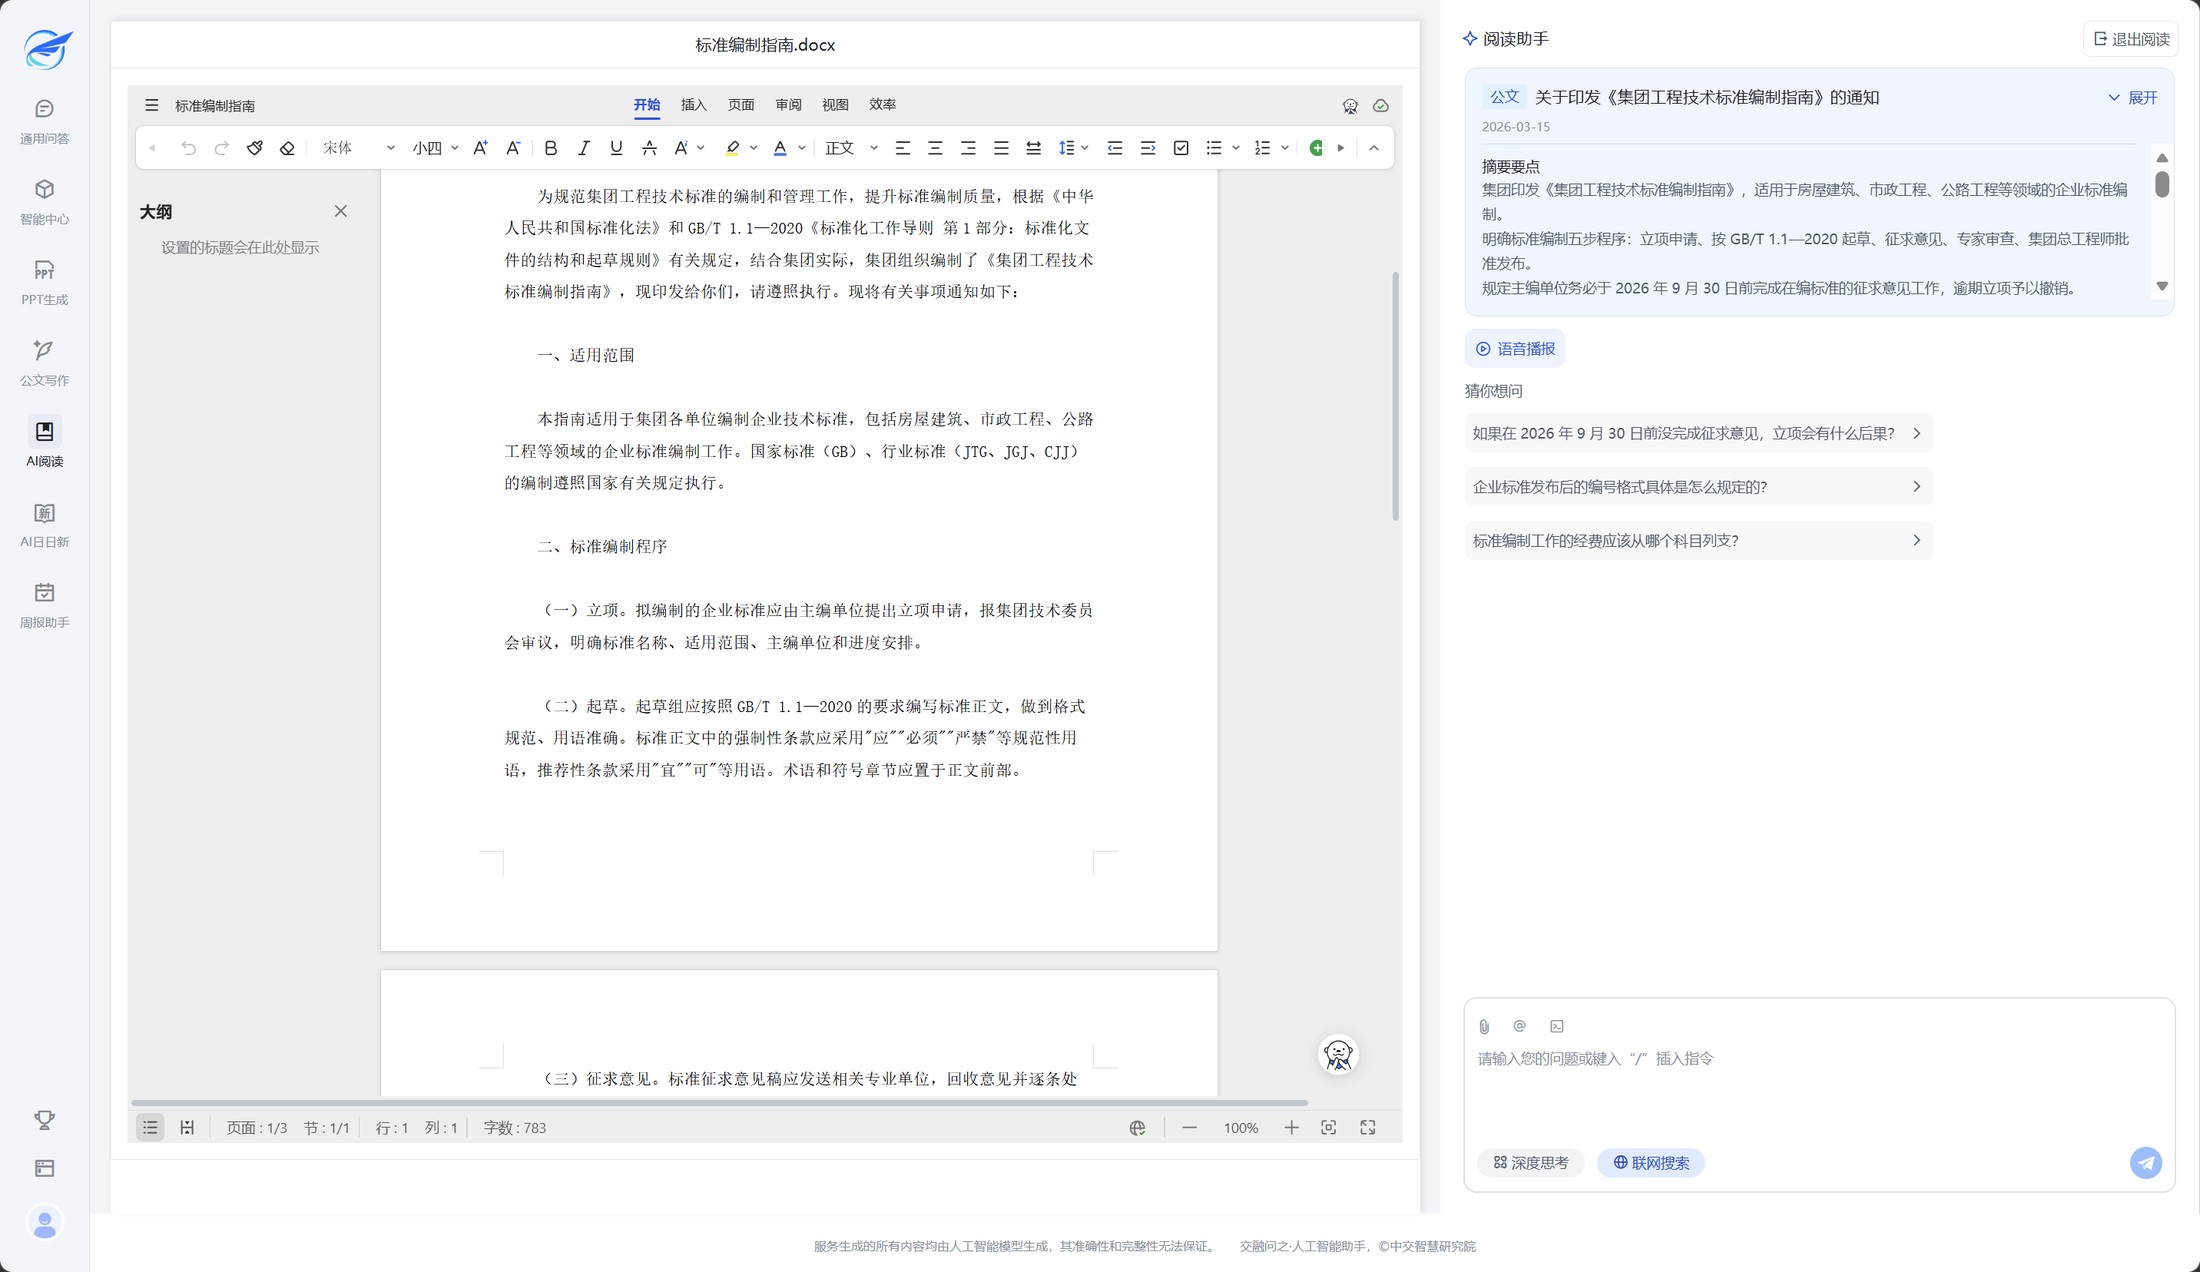 通用问答
智能中心
PPT生成
公文写作
AI阅读
AI日日新
周报助手
标准编制指南.docx
标准编制指南
开始 插入 页面 审阅 视图 效率
宋体 小四 正文
大纲
设置的标题会在此处显示
为规范集团工程技术标准的编制和管理工作，提升标准编制质量，根据《中华
人民共和国标准化法》和 GB/T 1.1—2020《标准化工作导则 第 1 部分：标准化文
件的结构和起草规则》有关规定，结合集团实际，集团组织编制了《集团工程技术
标准编制指南》，现印发给你们，请遵照执行。现将有关事项通知如下：
一、适用范围
本指南适用于集团各单位编制企业技术标准，包括房屋建筑、市政工程、公路
工程等领域的企业标准编制工作。国家标准（GB）、行业标准（JTG、JGJ、CJJ）
的编制遵照国家有关规定执行。
二、标准编制程序
（一）立项。拟编制的企业标准应由主编单位提出立项申请，报集团技术委员
会审议，明确标准名称、适用范围、主编单位和进度安排。
（二）起草。起草组应按照 GB/T 1.1—2020 的要求编写标准正文，做到格式
规范、用语准确。标准正文中的强制性条款应采用"应""必须""严禁"等规范性用
语，推荐性条款采用"宜""可"等用语。术语和符号章节应置于正文前部。
（三）征求意见。标准征求意见稿应发送相关专业单位，回收意见并逐条处
页面：1/3 节：1/1 行：1 列：1 字数：783
100%
阅读助手
退出阅读
公文 关于印发《集团工程技术标准编制指南》的通知 展开
2026-03-15
摘要要点
集团印发《集团工程技术标准编制指南》，适用于房屋建筑、市政工程、公路工程等领域的企业标准编
制。
明确标准编制五步程序：立项申请、按 GB/T 1.1—2020 起草、征求意见、专家审查、集团总工程师批
准发布。
规定主编单位务必于 2026 年 9 月 30 日前完成在编标准的征求意见工作，逾期立项予以撤销。
语音播报
猜你想问
如果在 2026 年 9 月 30 日前没完成征求意见，立项会有什么后果？
企业标准发布后的编号格式具体是怎么规定的？
标准编制工作的经费应该从哪个科目列支？
请输入您的问题或键入“/”插入指令
深度思考 联网搜索
服务生成的所有内容均由人工智能模型生成，其准确性和完整性无法保证。 交融问之·人工智能助手，©中交智慧研究院